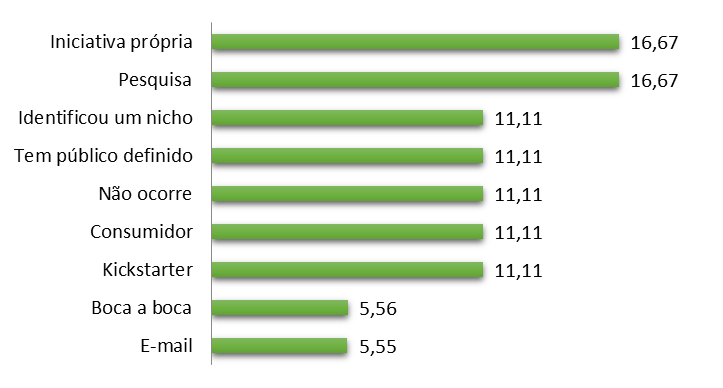 Iniciativa própria 16,67
Pesquisa 16,67
Identificou um nicho 11,11
Tem público definido 11,11
Não ocorre 11,11
Consumidor 11,11
Kickstarter 11,11
Boca a boca 5,56
E-mail 5,55